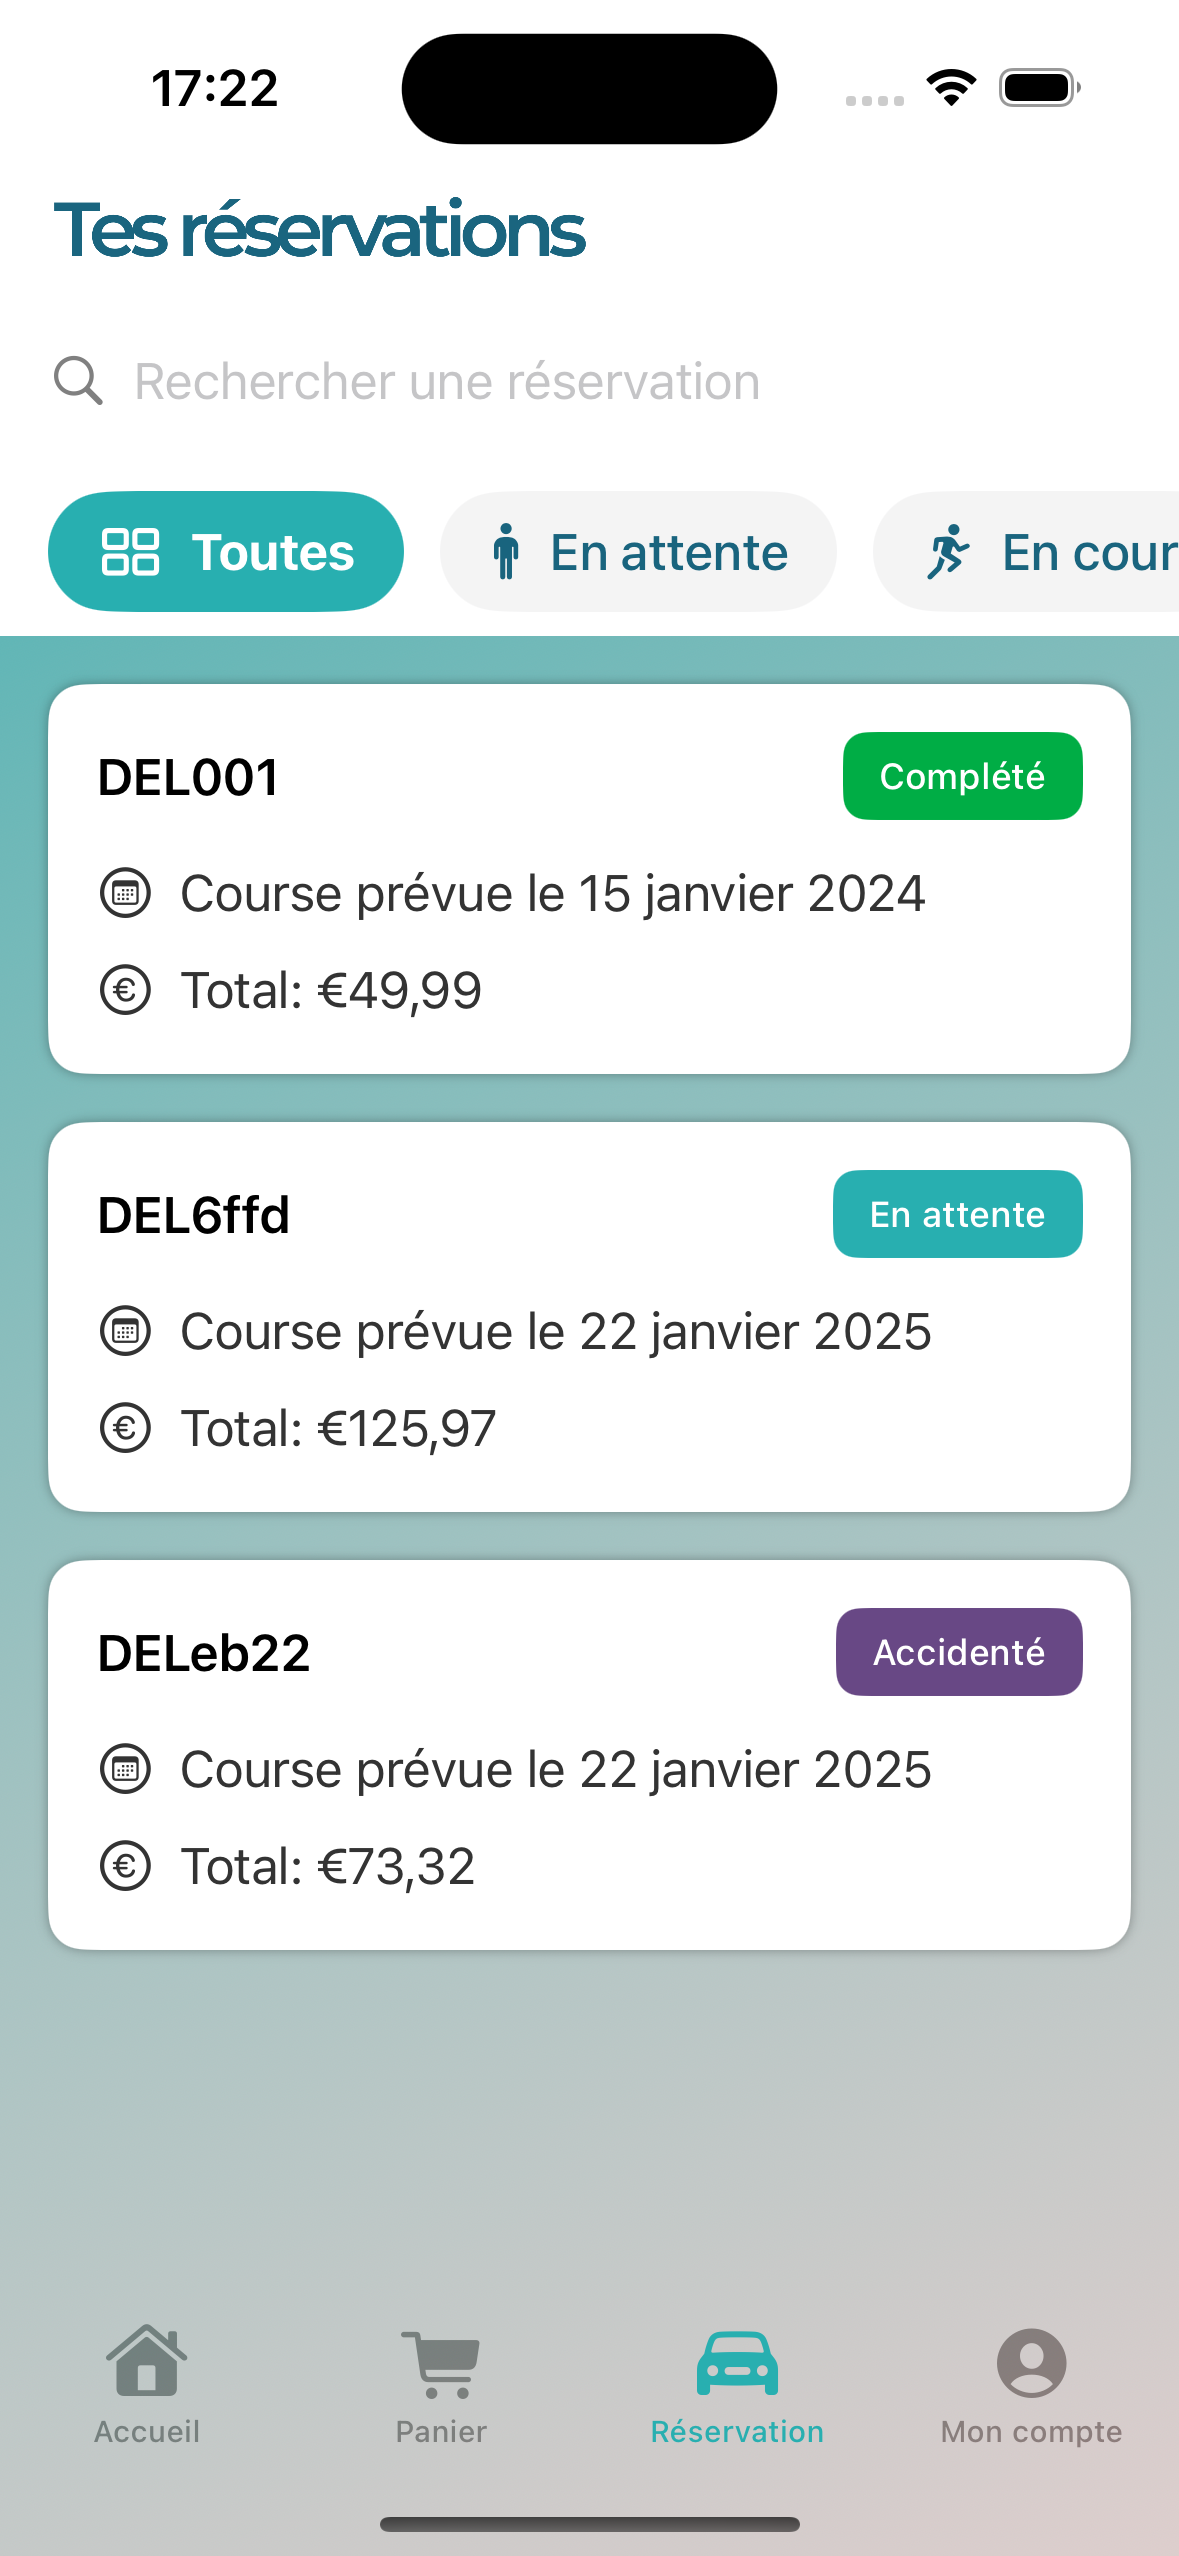 17:22
Tes réservations
Rechercher une réservation
Toutes
En attente
En cour
DEL001
Complété
Course prévue le 15 janvier 2024
Total: €49,99
DEL6ffd
En attente
Course prévue le 22 janvier 2025
Total: €125,97
DELeb22
Accidenté
Course prévue le 22 janvier 2025
Total: €73,32
Accueil
Panier
Réservation
Mon compte